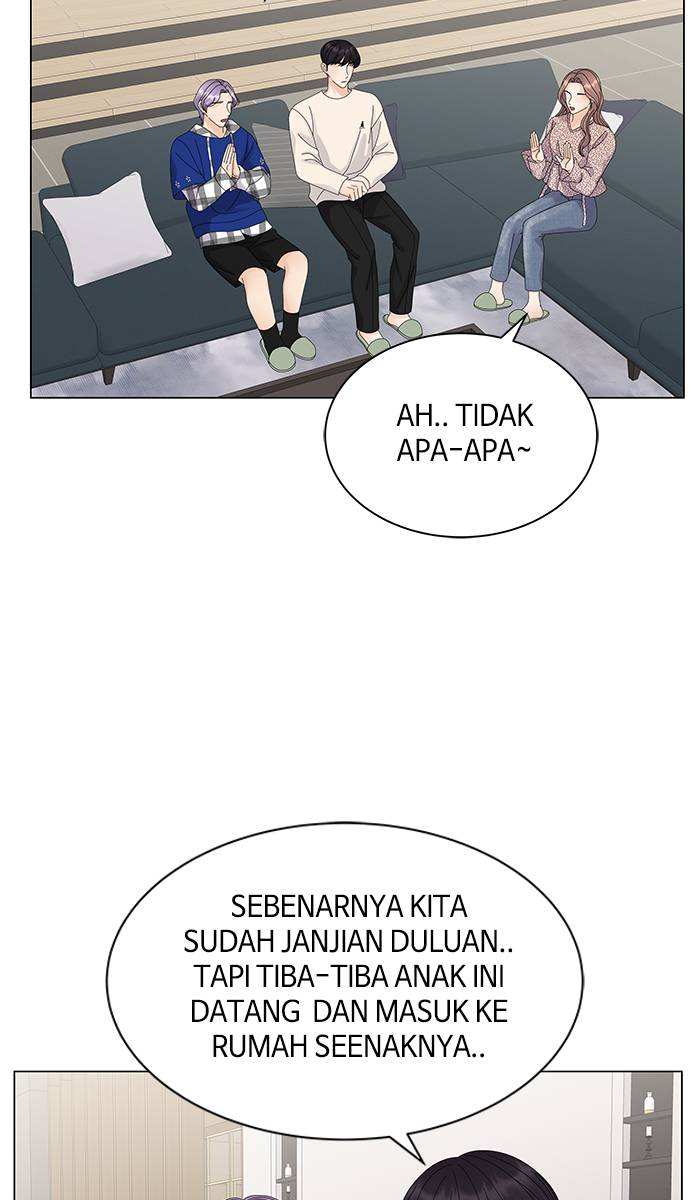 AH.. TIDAK
APA-APA~
SEBENARNYA KITA
SUDAH JANJIAN DULUAN..
TAPI TIBA-TIBA ANAK INI
DATANG DAN MASUK KE
RUMAH SEENAKNYA..